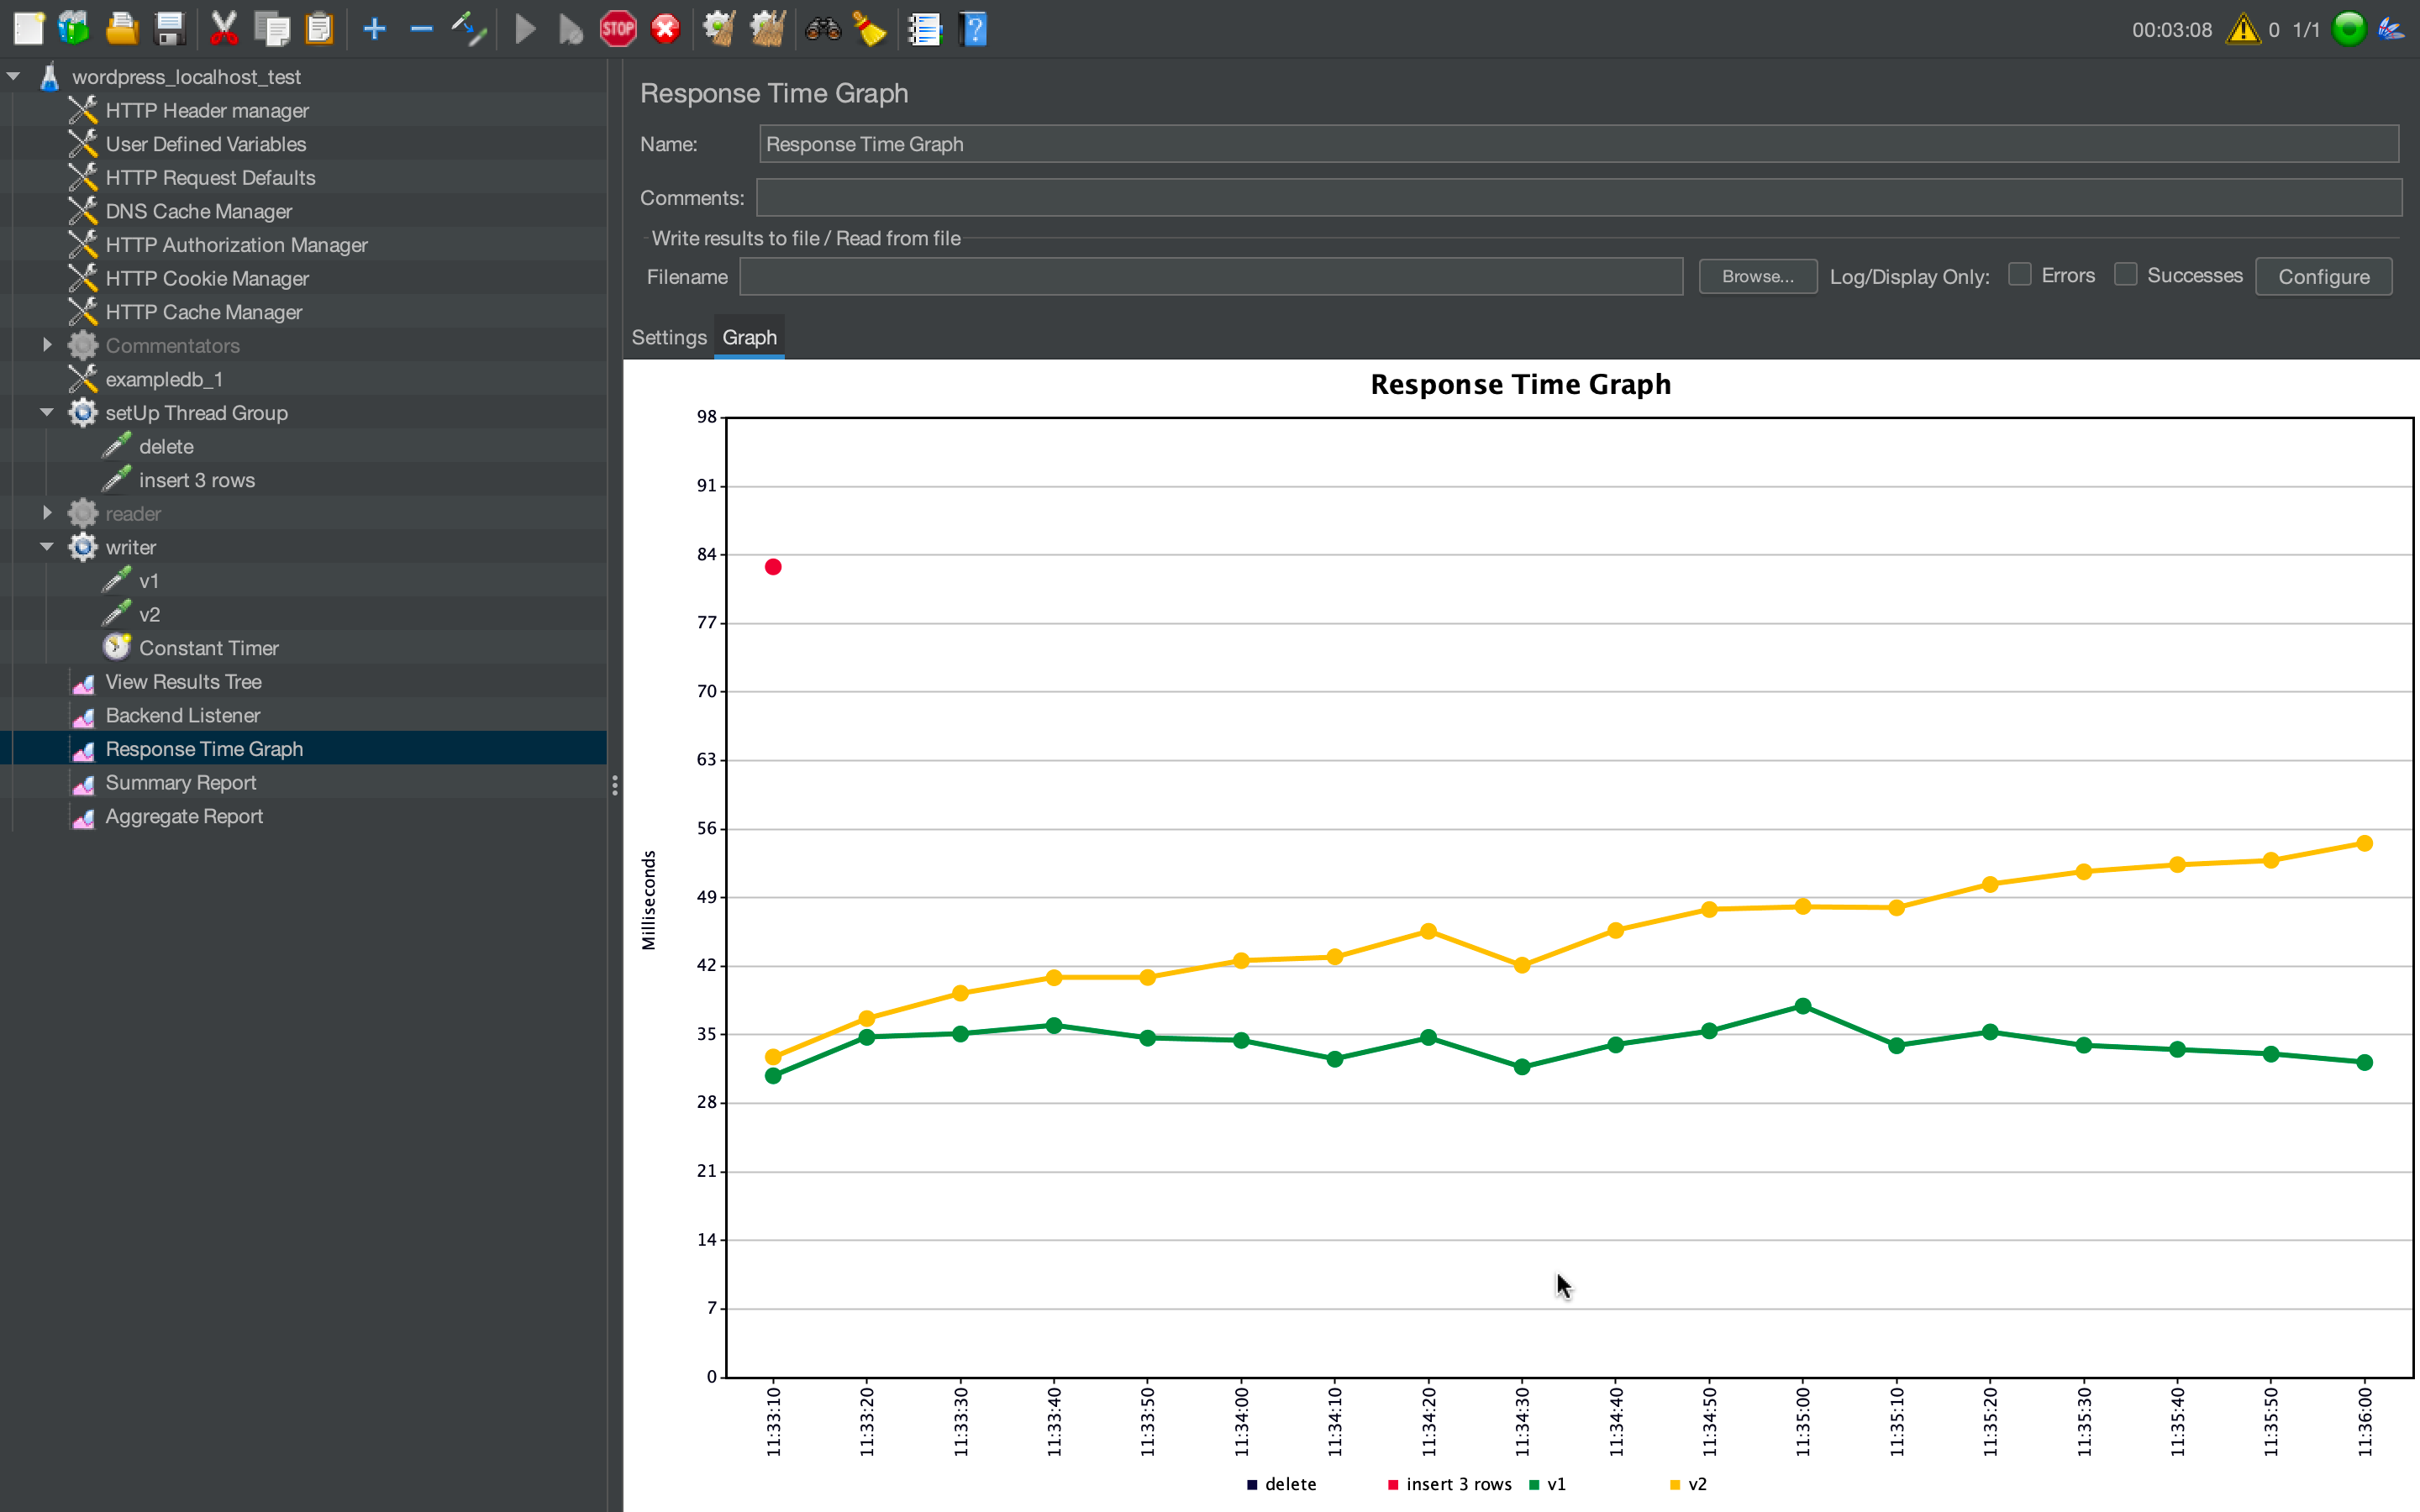 STOP
00:03:08 0 1/1
wordpress_localhost_test
HTTP Header manager
User Defined Variables
HTTP Request Defaults
DNS Cache Manager
HTTP Authorization Manager
HTTP Cookie Manager
HTTP Cache Manager
Commentators
exampledb_1
setUp Thread Group
delete
insert 3 rows
reader
writer
v1
v2
Constant Timer
View Results Tree
Backend Listener
Response Time Graph
Summary Report
Aggregate Report
Response Time Graph
Name: Response Time Graph
Comments:
Write results to file / Read from file
Filename Browse... Log/Display Only: Errors Successes Configure
Settings Graph
Response Time Graph
98
91
84
77
70
63
56
49
42
35
28
21
14
7
0
Milliseconds
11:33:10
11:33:20
11:33:30
11:33:40
11:33:50
11:34:00
11:34:10
11:34:20
11:34:30
11:34:40
11:34:50
11:35:00
11:35:10
11:35:20
11:35:30
11:35:40
11:35:50
11:36:00
delete insert 3 rows v1 v2